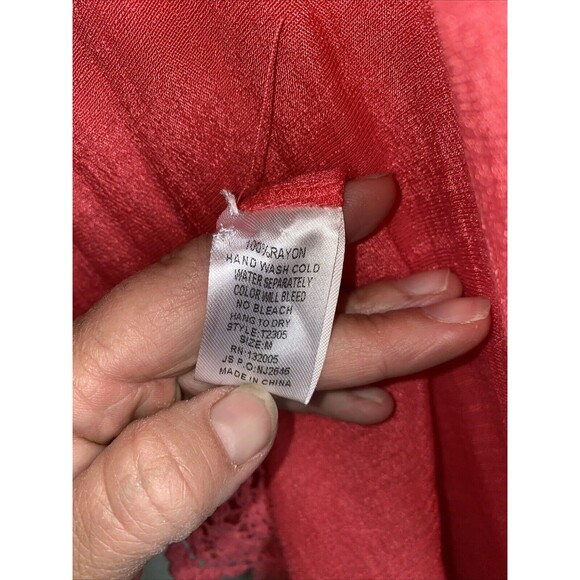 100%RAYON
HAND WASH COLD
WATER SEPARATELY
COLOR WILL BLEED
NO BLEACH
HANG TO DRY
STYLE:T2305
SIZE:M
RN:132005
JS P.O:NJ2646
MADE IN CHINA